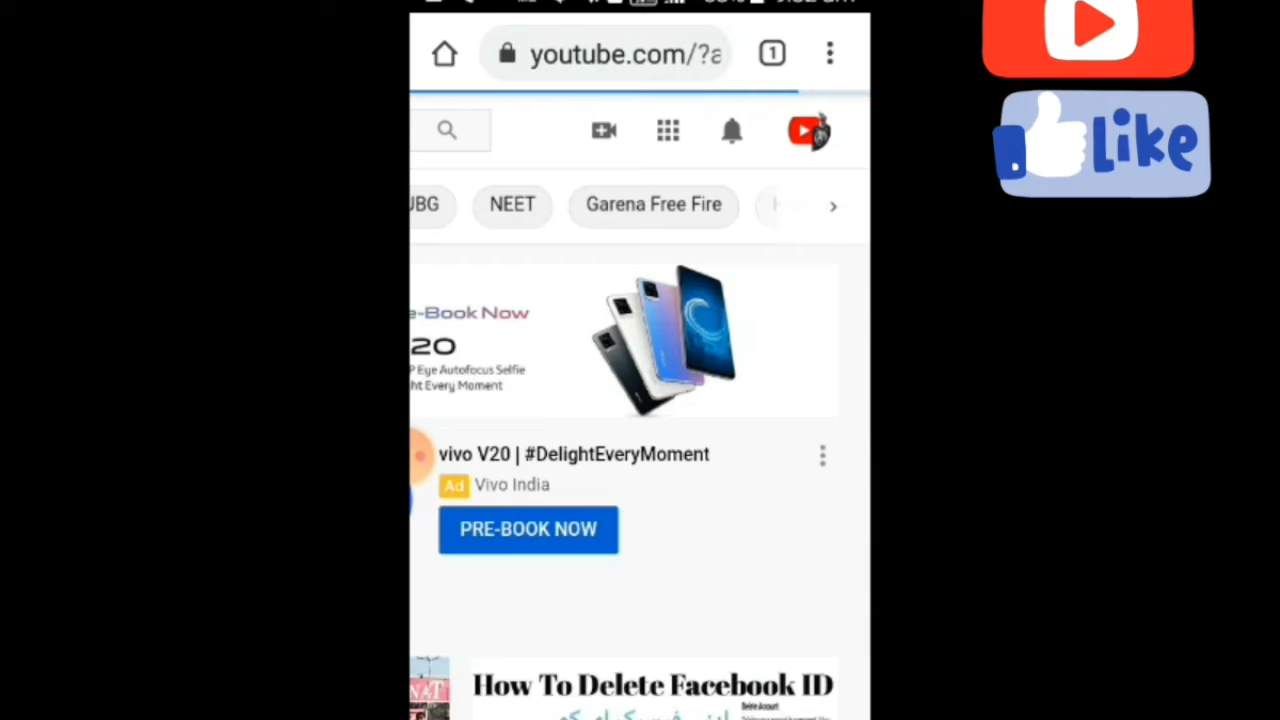 youtube.com/?a
1
Like
UBG
NEET
Garena Free Fire
e-Book Now
20
P Eye Autofocus Selfie
ht Every Moment
vivo V20 | #DelightEveryMoment
Ad Vivo India
PRE-BOOK NOW
How To Delete Facebook ID